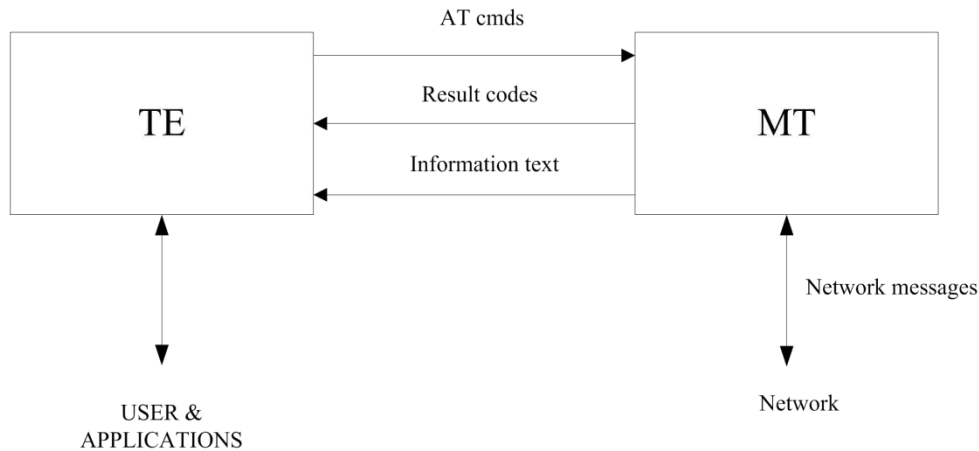 AT cmds
TE
Result codes
MT
Information text
Network messages
USER &
APPLICATIONS
Network